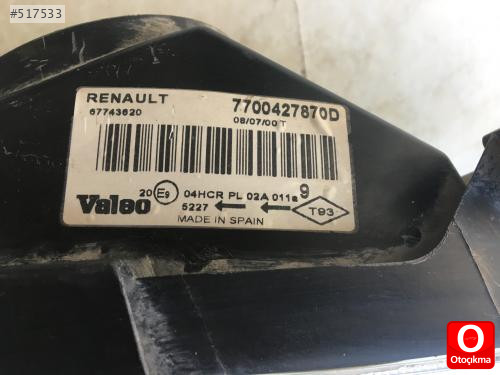 #517533
RENAULT 7700427870D
67743620 08/07/00 T
20 E9 04HCR PL 02A 011a 9
Valeo 5227 T93
MADE IN SPAIN
O
Otoçıkma